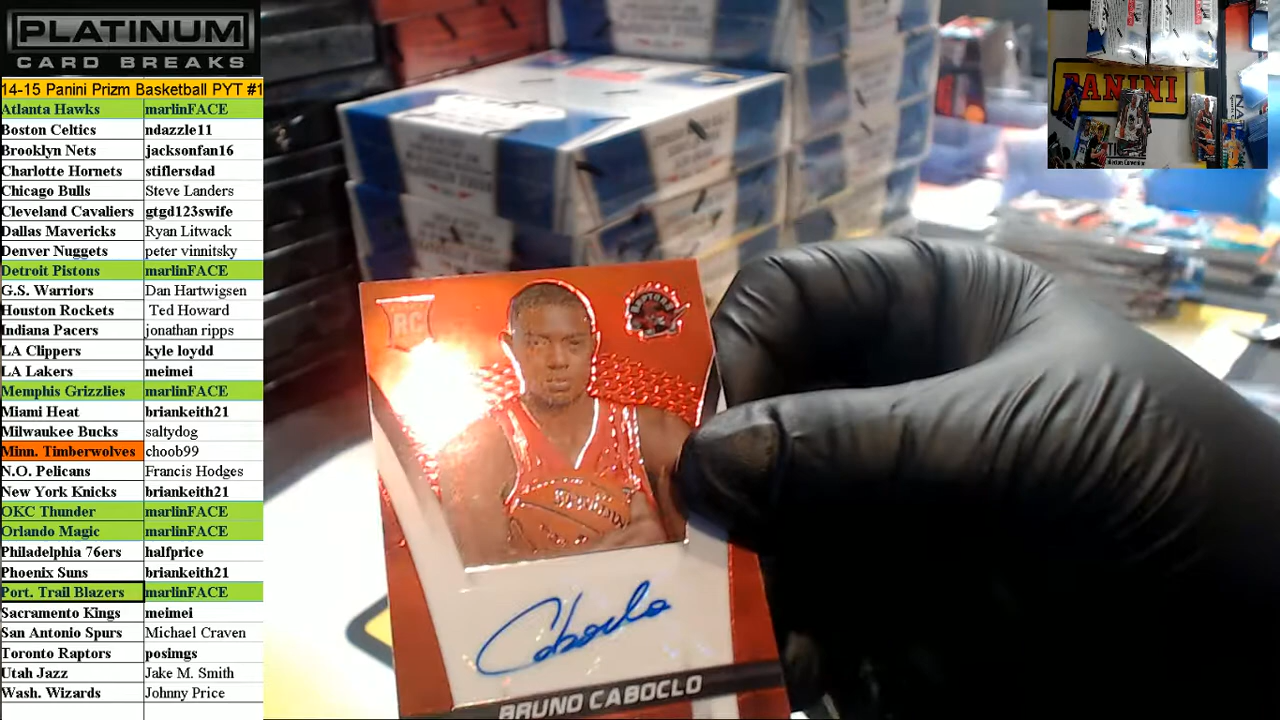 PLATINUM
CARD BREAKS
14-15 Panini Prizm Basketball PYT #1
Atlanta Hawks marlinFACE
Boston Celtics ndazzle11
Brooklyn Nets jacksonfan16
Charlotte Hornets stiflersdad
Chicago Bulls Steve Landers
Cleveland Cavaliers gtgd123swife
Dallas Mavericks Ryan Litwack
Denver Nuggets peter vinnitsky
Detroit Pistons marlinFACE
G.S. Warriors Dan Hartwigsen
Houston Rockets Ted Howard
Indiana Pacers jonathan ripps
LA Clippers kyle loydd
LA Lakers meimei
Memphis Grizzlies marlinFACE
Miami Heat briankeith21
Milwaukee Bucks saltydog
Minn. Timberwolves choob99
N.O. Pelicans Francis Hodges
New York Knicks briankeith21
OKC Thunder marlinFACE
Orlando Magic marlinFACE
Philadelphia 76ers halfprice
Phoenix Suns briankeith21
Port. Trail Blazers marlinFACE
Sacramento Kings meimei
San Antonio Spurs Michael Craven
Toronto Raptors posimgs
Utah Jazz Jake M. Smith
Wash. Wizards Johnny Price
PANINI
RC
RAPTORS
SPALDING
Caboclo
BRUNO CABOCLO